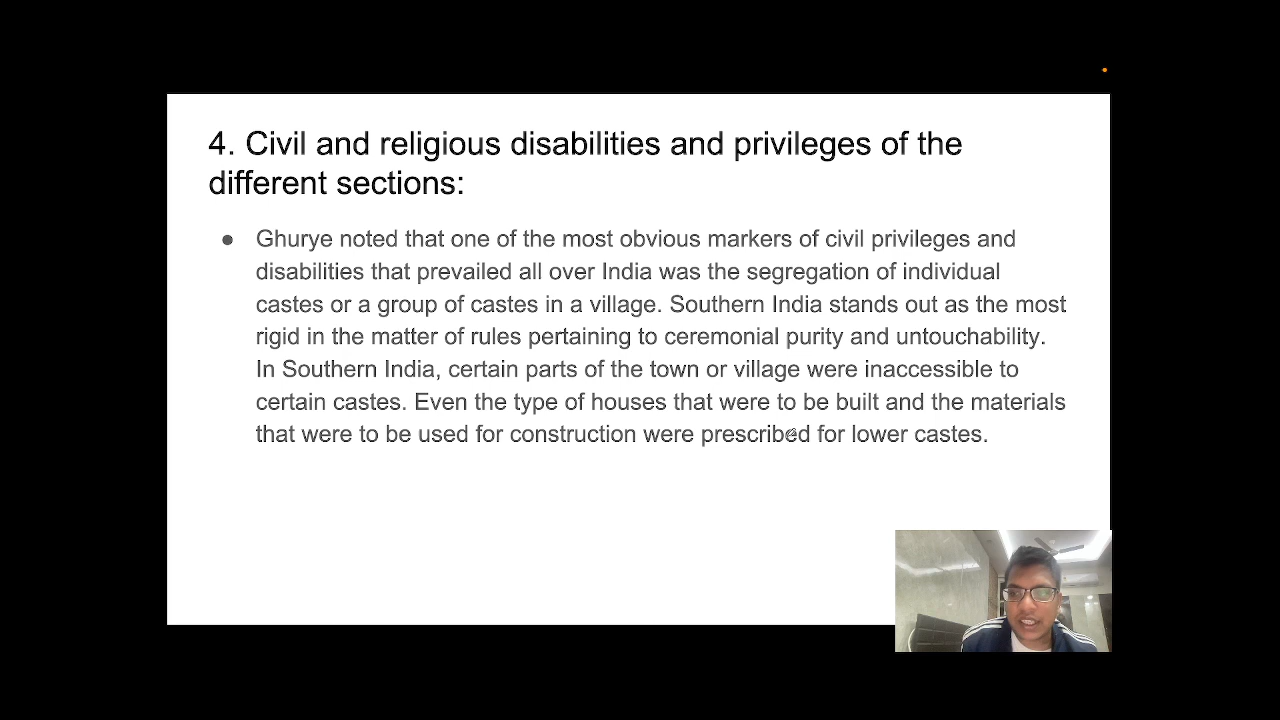 4. Civil and religious disabilities and privileges of the
different sections:
● Ghurye noted that one of the most obvious markers of civil privileges and
disabilities that prevailed all over India was the segregation of individual
castes or a group of castes in a village. Southern India stands out as the most
rigid in the matter of rules pertaining to ceremonial purity and untouchability.
In Southern India, certain parts of the town or village were inaccessible to
certain castes. Even the type of houses that were to be built and the materials
that were to be used for construction were prescribed for lower castes.